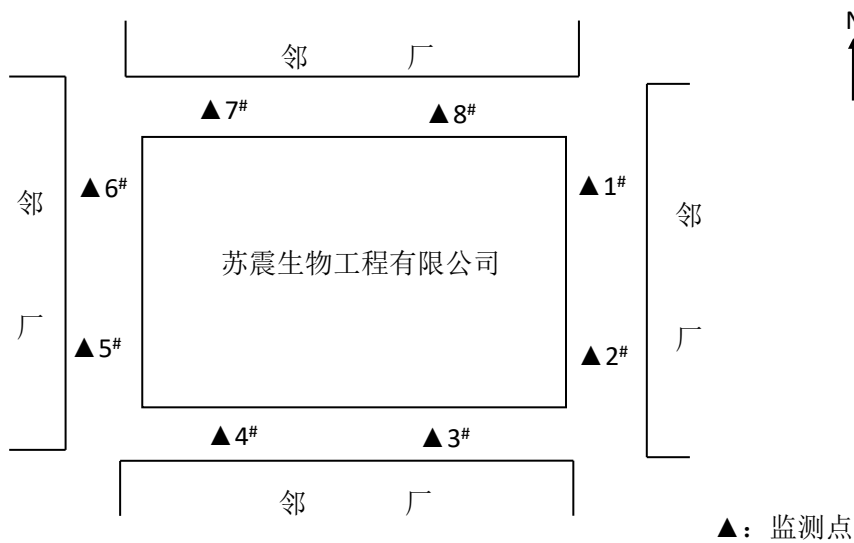 N
邻 厂
▲7# ▲8#
▲6# ▲1#
邻 邻
苏震生物工程有限公司
厂 厂
▲5# ▲2#
▲4# ▲3#
邻 厂
▲：监测点